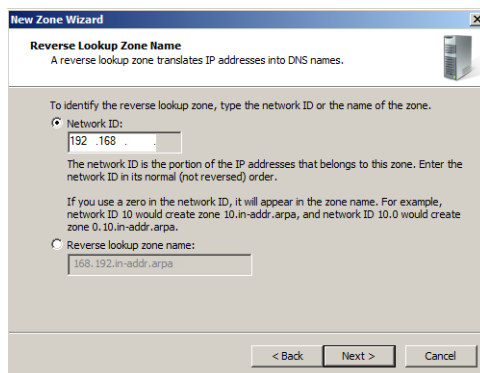 New Zone Wizard
Reverse Lookup Zone Name
A reverse lookup zone translates IP addresses into DNS names.
To identify the reverse lookup zone, type the network ID or the name of the zone.
Network ID:
192 .168 . .
The network ID is the portion of the IP addresses that belongs to this zone. Enter the
network ID in its normal (not reversed) order.
If you use a zero in the network ID, it will appear in the zone name. For example,
network ID 10 would create zone 10.in-addr.arpa, and network ID 10.0 would create
zone 0.10.in-addr.arpa.
Reverse lookup zone name:
168.192.in-addr.arpa
< Back Next > Cancel